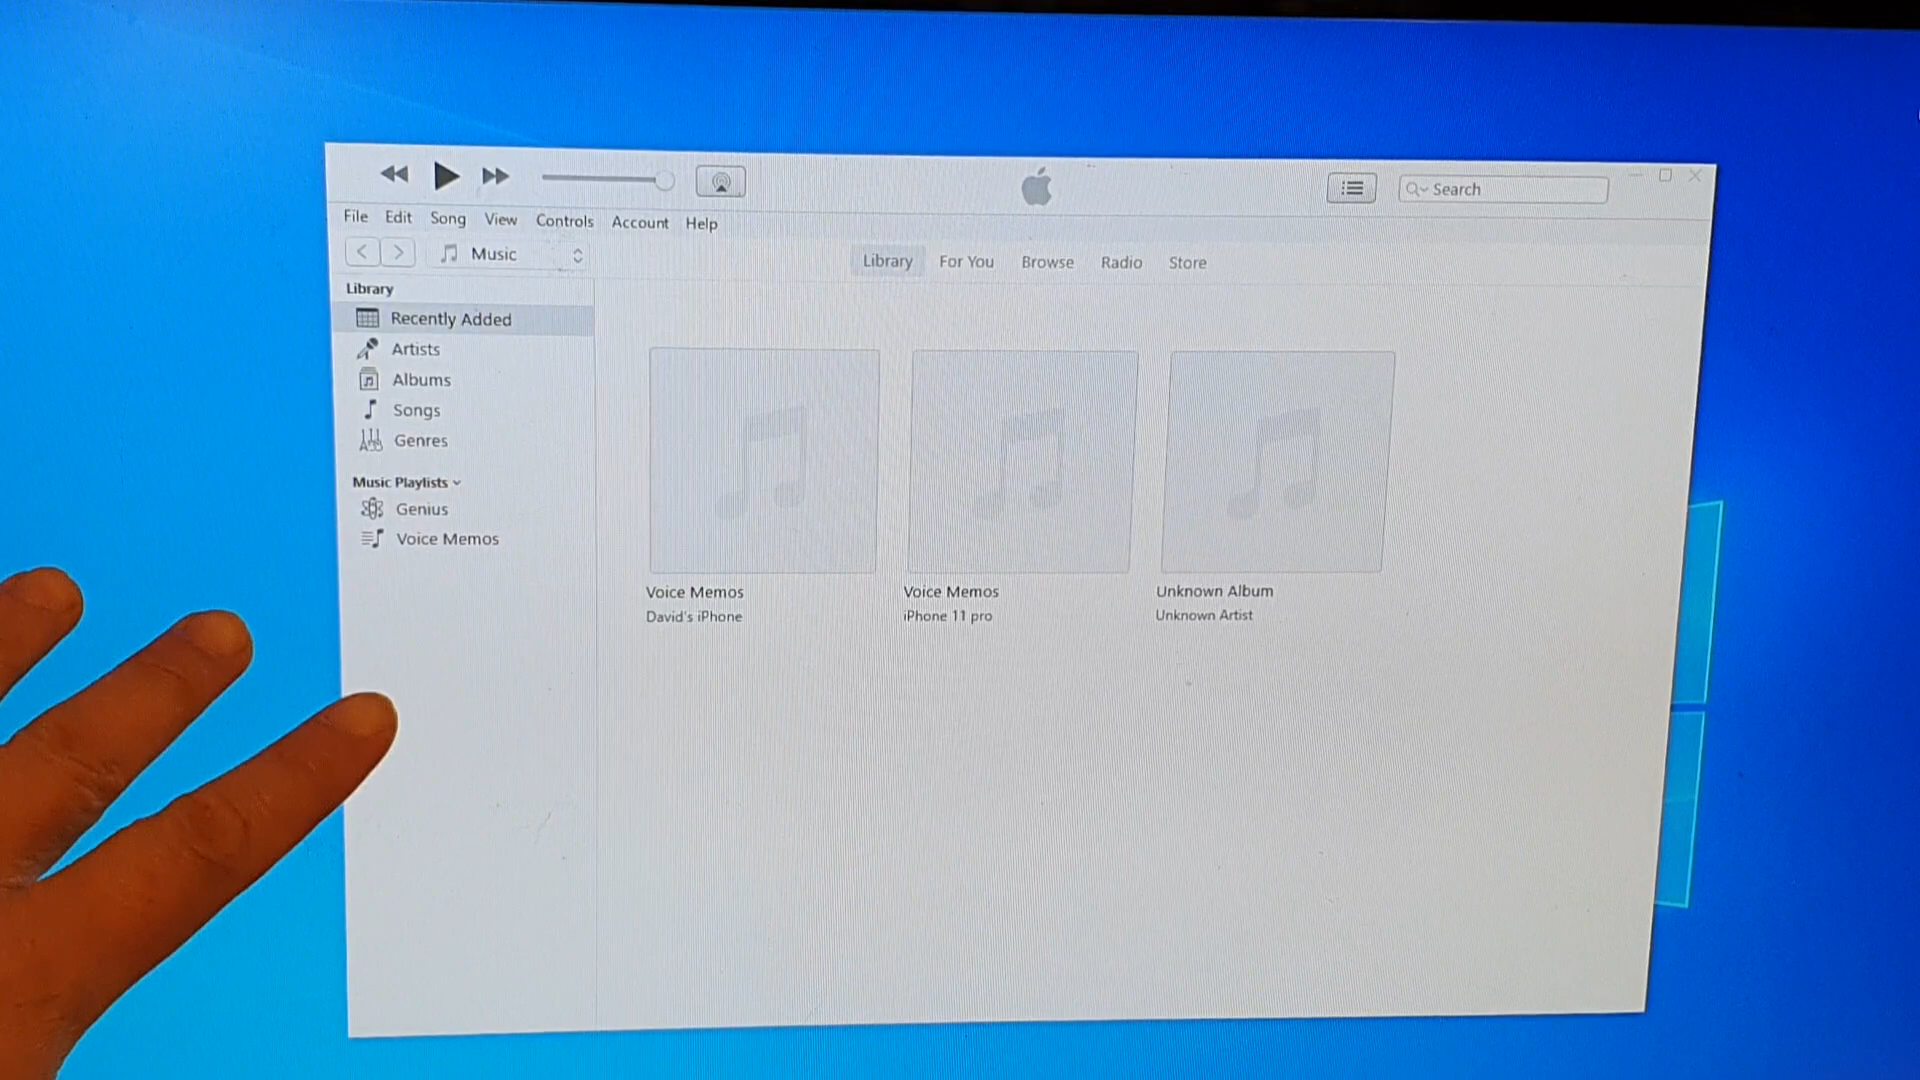 Search
File Edit Song View Controls Account Help
Music
Library For You Browse Radio Store
Library
Recently Added
Artists
Albums
Songs
Genres
Music Playlists
Genius
Voice Memos
Voice Memos
David's iPhone
Voice Memos
iPhone 11 pro
Unknown Album
Unknown Artist